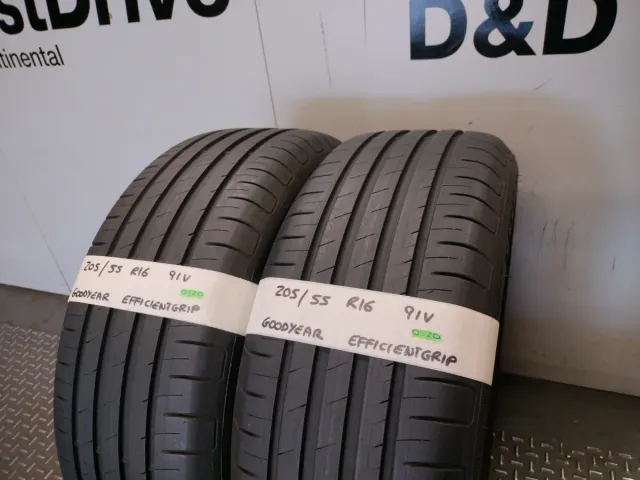 stDrive
ntinental
D&D
205/55 R16 91V
0520
GOODYEAR EFFICIENTGRIP
205/55 R16 91V
0520
GOODYEAR EFFICIENTGRIP